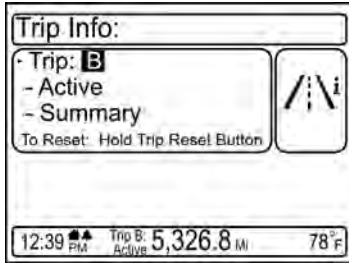 Trip Info:
· Trip: B
- Active
- Summary
To Reset: Hold Trip Reset Button
i
12:39 PM Trip B: Active 5,326.8 MI 78°F